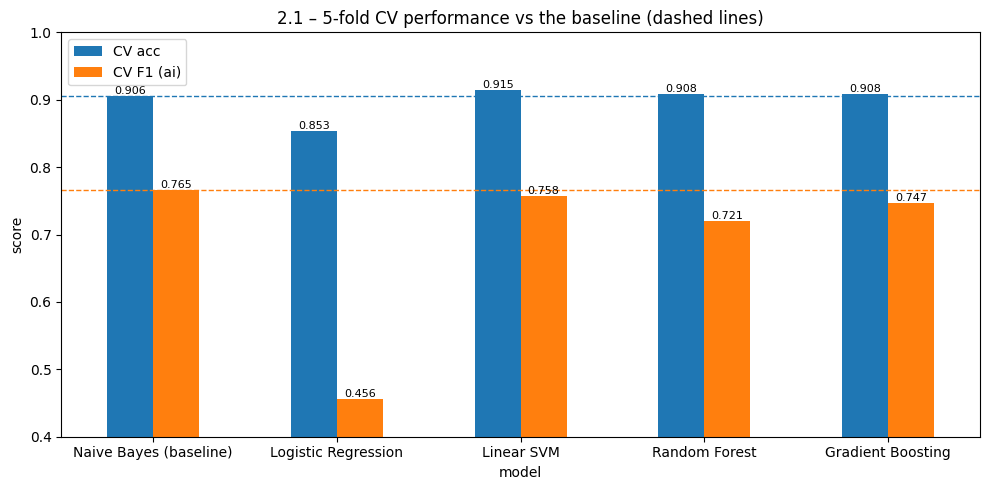 2.1 – 5-fold CV performance vs the baseline (dashed lines)
CV acc
CV F1 (ai)
score
1.0
0.9
0.8
0.7
0.6
0.5
0.4
0.906
0.765
0.853
0.456
0.915
0.758
0.908
0.721
0.908
0.747
Naive Bayes (baseline)
Logistic Regression
Linear SVM
Random Forest
Gradient Boosting
model